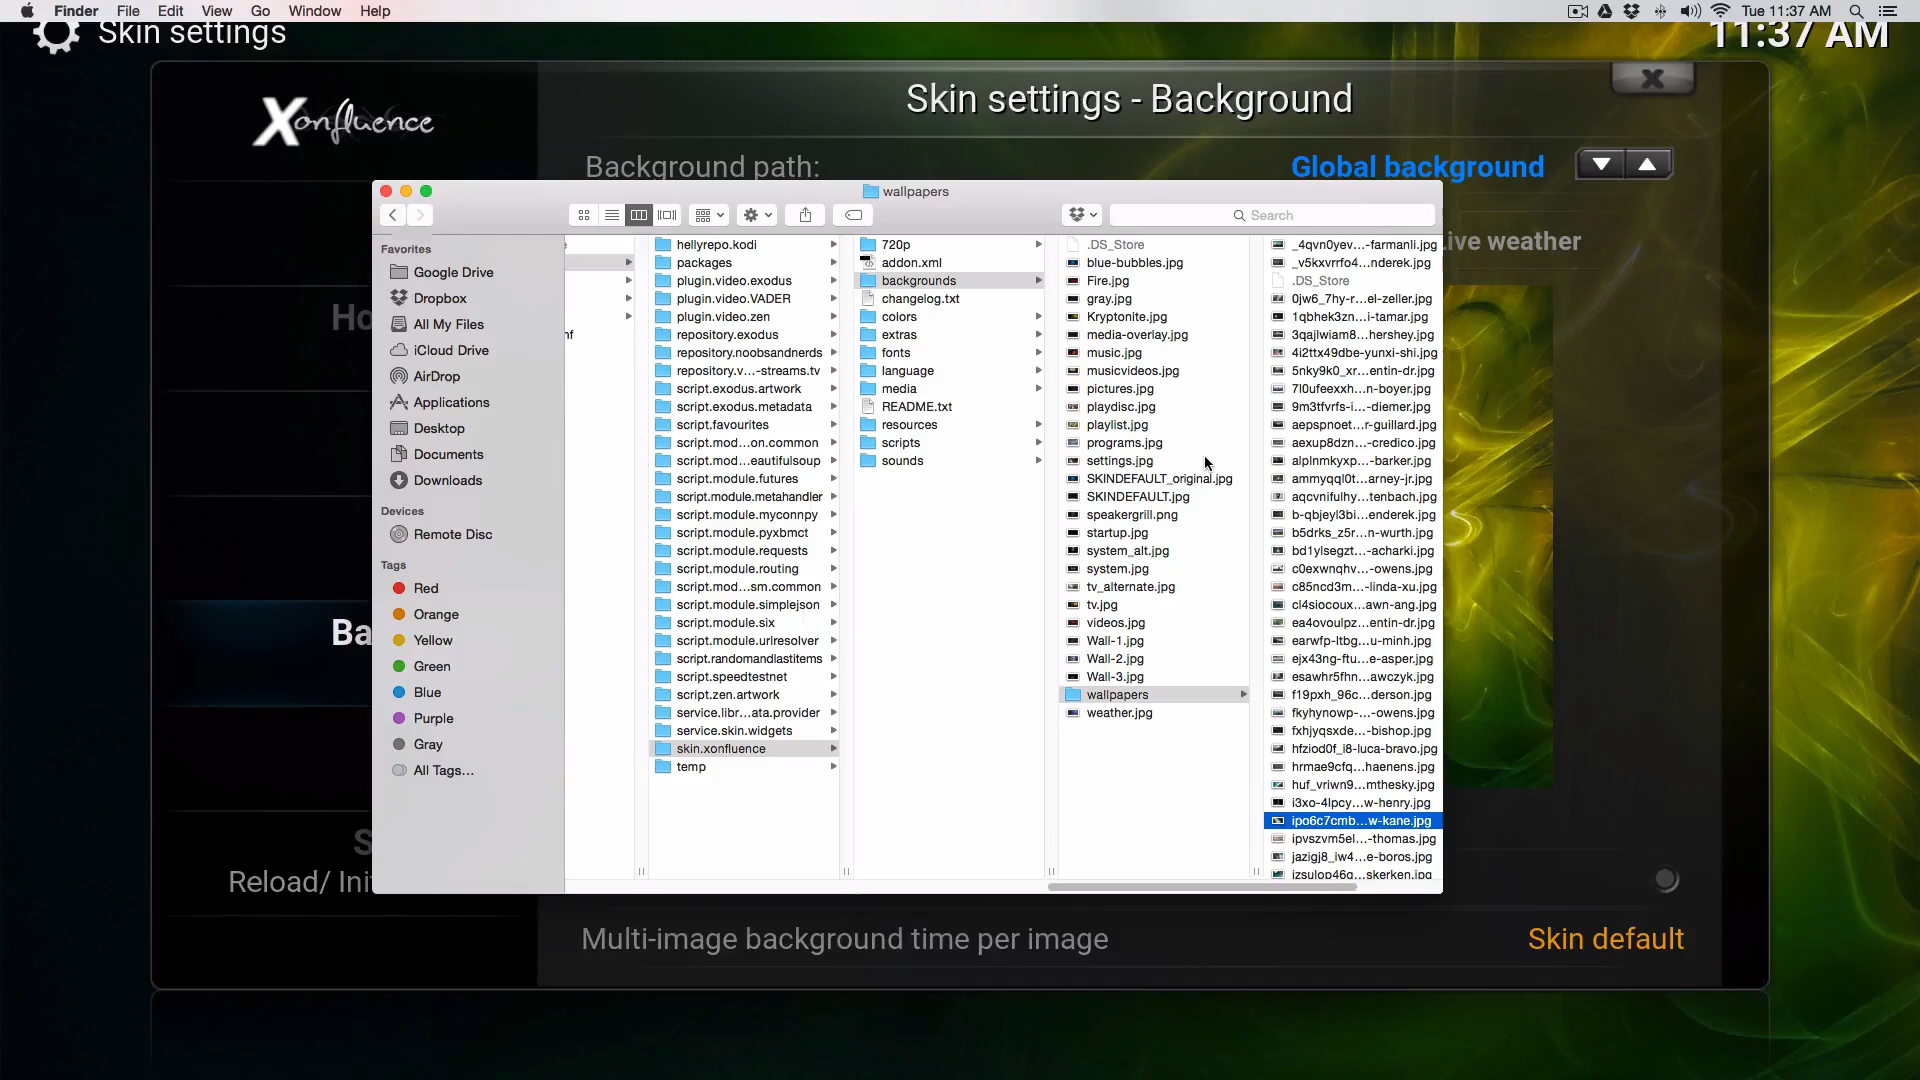 Finder File Edit View Go Window Help
Tue 11:37 AM
Skin settings
11:37 AM
Xonfluence
Skin settings - Background
Background path:
Global background
Live weather
wallpapers
Search
Favorites
Google Drive
Dropbox
All My Files
iCloud Drive
AirDrop
Applications
Desktop
Documents
Downloads
Devices
Remote Disc
Tags
Red
Orange
Yellow
Green
Blue
Purple
Gray
All Tags...
hellyrepo.kodi
packages
plugin.video.exodus
plugin.video.VADER
plugin.video.zen
repository.exodus
repository.noobsandnerds
repository.v...-streams.tv
script.exodus.artwork
script.exodus.metadata
script.favourites
script.mod...on.common
script.mod...eautifulsoup
script.module.futures
script.module.metahandler
script.module.myconnpy
script.module.pyxbmct
script.module.requests
script.module.routing
script.mod...sm.common
script.module.simplejson
script.module.six
script.module.urlresolver
script.randomandlastitems
script.speedtestnet
script.zen.artwork
service.libr...ata.provider
service.skin.widgets
skin.xonfluence
temp
720p
addon.xml
backgrounds
changelog.txt
colors
extras
fonts
language
media
README.txt
resources
scripts
sounds
.DS_Store
blue-bubbles.jpg
Fire.jpg
gray.jpg
Kryptonite.jpg
media-overlay.jpg
music.jpg
musicvideos.jpg
pictures.jpg
playdisc.jpg
playlist.jpg
programs.jpg
settings.jpg
SKINDEFAULT_original.jpg
SKINDEFAULT.jpg
speakergrill.png
startup.jpg
system_alt.jpg
system.jpg
tv_alternate.jpg
tv.jpg
videos.jpg
Wall-1.jpg
Wall-2.jpg
Wall-3.jpg
wallpapers
weather.jpg
_4qvn0yev...-farmanli.jpg
_v5kxvrrfo4...nderek.jpg
.DS_Store
0jw6_7hy-r...el-zeller.jpg
1qbhek3zn...i-tamar.jpg
3qajlwiam8...hershey.jpg
4i2ttx49dbe-yunxi-shi.jpg
5nky9k0_xr...entin-dr.jpg
7l0ufeexxh...n-boyer.jpg
9m3tfvrfs-i...-diemer.jpg
aepspnoet...r-guillard.jpg
aexup8dzn...-credico.jpg
alplnmkyxp...-barker.jpg
ammyqql0t...arney-jr.jpg
aqcvnifulhy...tenbach.jpg
b-qbjeyl3bi...enderek.jpg
b5drks_z5r...n-wurth.jpg
bd1ylsegzt...-acharki.jpg
c0exwnqhv...-owens.jpg
c85ncd3m...-linda-xu.jpg
cl4siocoux...awn-ang.jpg
ea4ovoulpz...entin-dr.jpg
earwfp-ltbg...u-minh.jpg
ejx43ng-ftu...e-asper.jpg
esawhr5fhn...awczyk.jpg
f19pxh_96c...derson.jpg
fkyhynowp-...-owens.jpg
fxhjyqsxde...-bishop.jpg
hfziod0f_i8-luca-bravo.jpg
hrmae9cfq...haenens.jpg
huf_vriwn9...mthesky.jpg
i3xo-4lpcy...w-henry.jpg
ipo6c7cmb...w-kane.jpg
ipvszvm5el...-thomas.jpg
jazigj8_iw4...e-boros.jpg
jzsulop46q...skerken.jpg
Ho
Ba
S
Reload/ Ini
Multi-image background time per image
Skin default